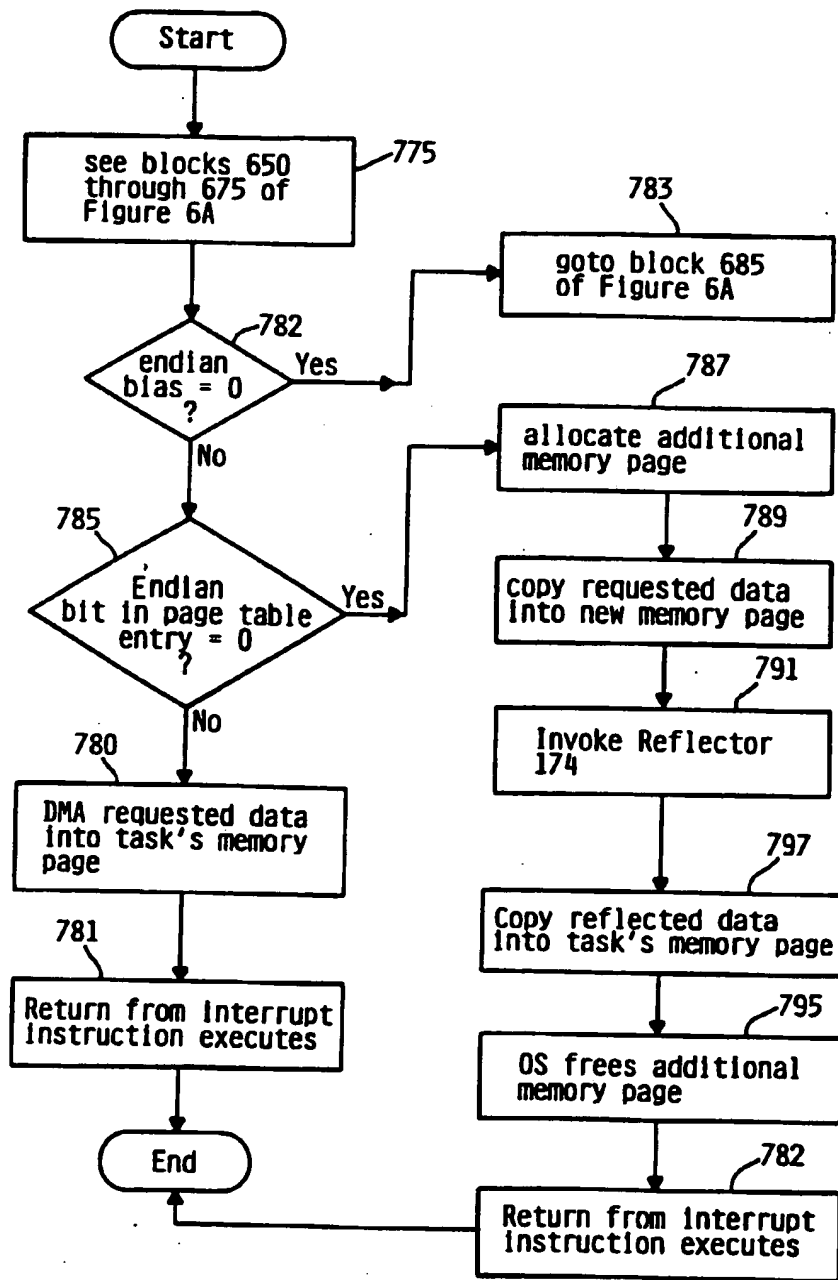 Start
775
see blocks 650
through 675 of
Figure 6A
783
goto block 685
of Figure 6A
782
endian
bias = 0
?
Yes
No
787
allocate additional
memory page
785
Endian
bit in page table
entry = 0
?
Yes
No
789
copy requested data
into new memory page
791
Invoke Reflector
174
780
DMA requested data
into task's memory
page
797
Copy reflected data
into task's memory page
781
Return from interrupt
instruction executes
795
OS frees additional
memory page
End
782
Return from interrupt
instruction executes